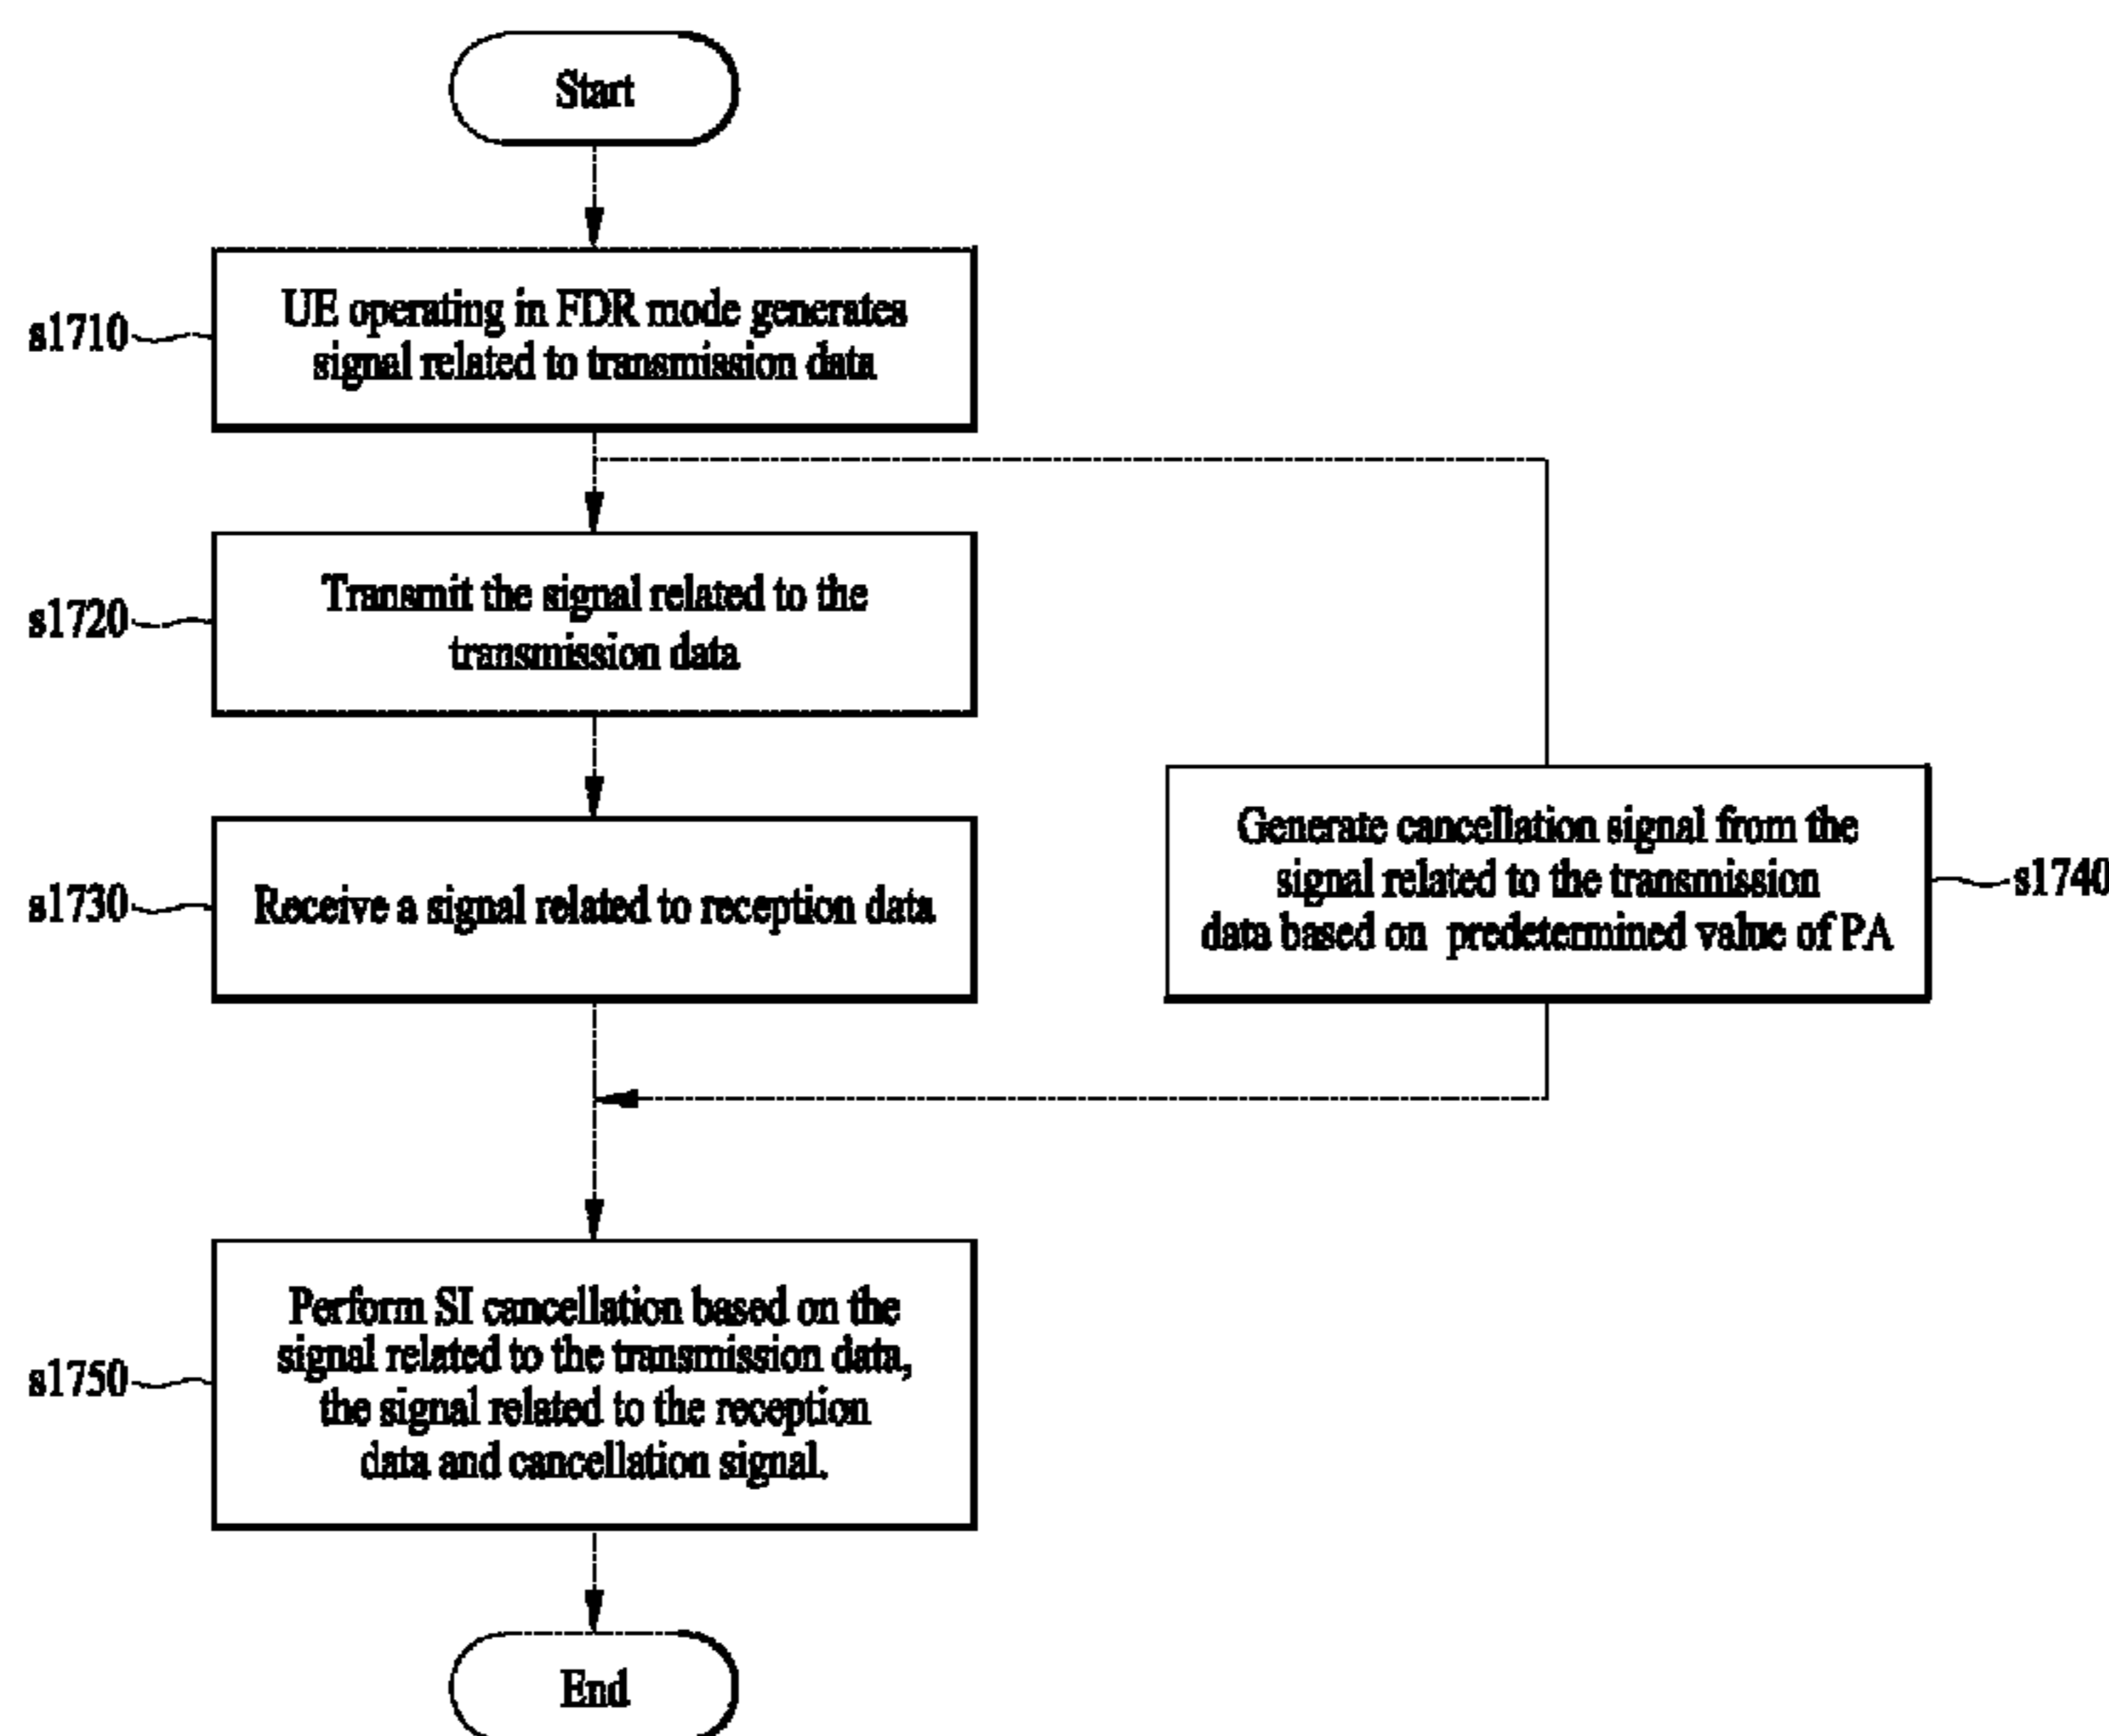 Start
s1710
UE operating in FDR mode generates
signal related to transmission data
s1720
Transmit the signal related to the
transmission data
s1730
Receive a signal related to reception data
Generate cancellation signal from the
signal related to the transmission
data based on predetermined value of PA
s1740
s1750
Perform SI cancellation based on the
signal related to the transmission data,
the signal related to the reception
data and cancellation signal.
End